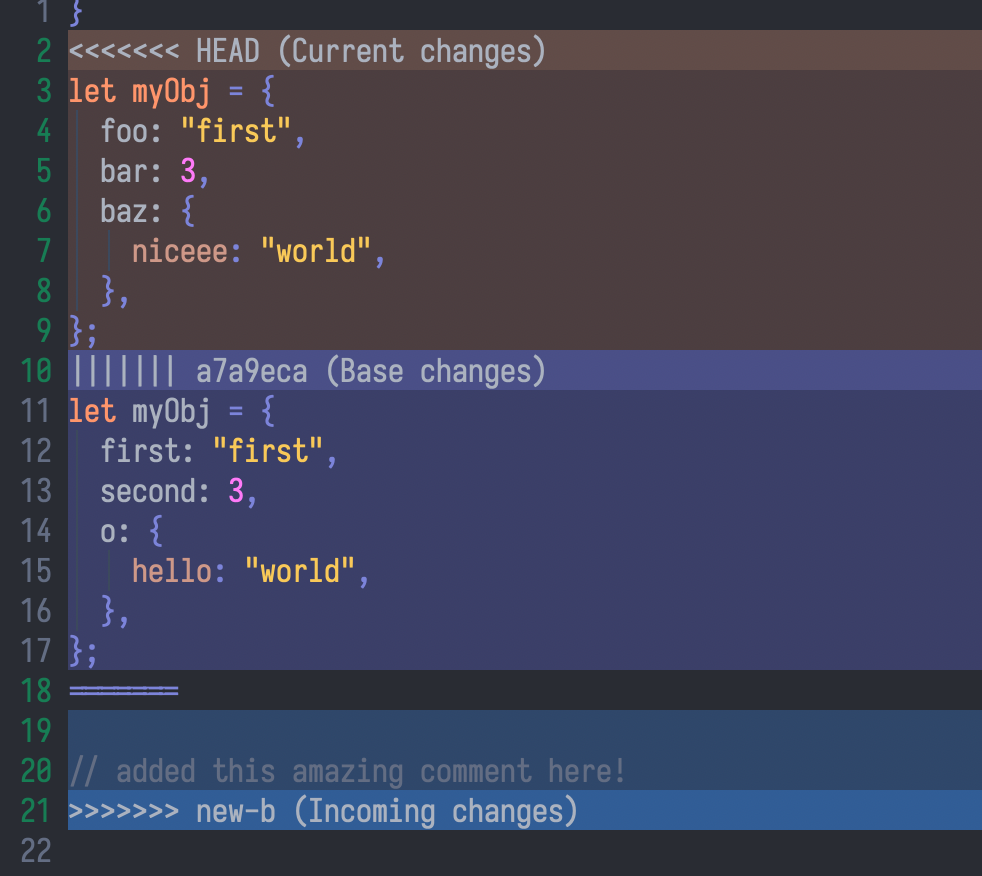 1 }
2 <<<<<<< HEAD (Current changes)
3 let myObj = {
4   foo: "first",
5   bar: 3,
6   baz: {
7     niceee: "world",
8   },
9 };
10 ||||||| a7a9eca (Base changes)
11 let myObj = {
12   first: "first",
13   second: 3,
14   o: {
15     hello: "world",
16   },
17 };
18 =======
19
20 // added this amazing comment here!
21 >>>>>>> new-b (Incoming changes)
22